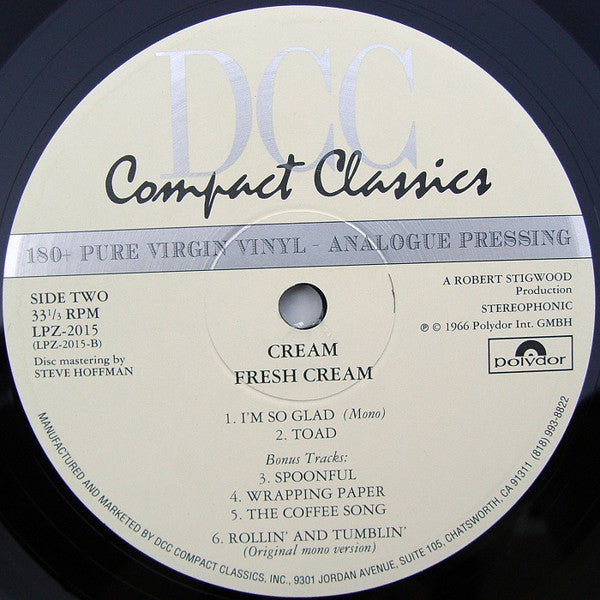 DCC
Compact Classics
180+ PURE VIRGIN VINYL - ANALOGUE PRESSING
SIDE TWO
33 1/3 RPM
LPZ-2015
(LPZ-2015-B)
Disc mastering by
STEVE HOFFMAN
A ROBERT STIGWOOD
Production
STEREOPHONIC
℗ © 1966 Polydor Int. GMBH
polydor
CREAM
FRESH CREAM
1. I'M SO GLAD (Mono)
2. TOAD
Bonus Tracks:
3. SPOONFUL
4. WRAPPING PAPER
5. THE COFFEE SONG
6. ROLLIN' AND TUMBLIN'
(Original mono version)
MANUFACTURED AND MARKETED BY DCC COMPACT CLASSICS, INC., 9301 JORDAN AVENUE, SUITE 105, CHATSWORTH, CA 91311 (818) 993-8822